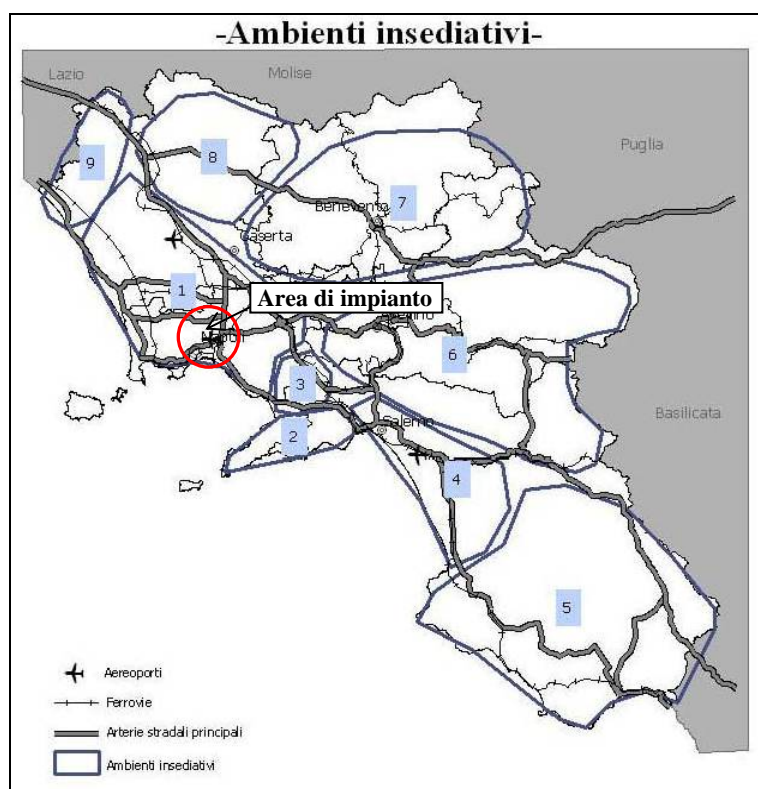 -Ambienti insediativi-
Lazio
Molise
Puglia
9
8
7
Benevento
Caserta
1
Area di impianto
6
3
Basilicata
2
Salerno
4
5
Aereoporti
Ferrovie
Arterie stradali principali
Ambienti insediativi